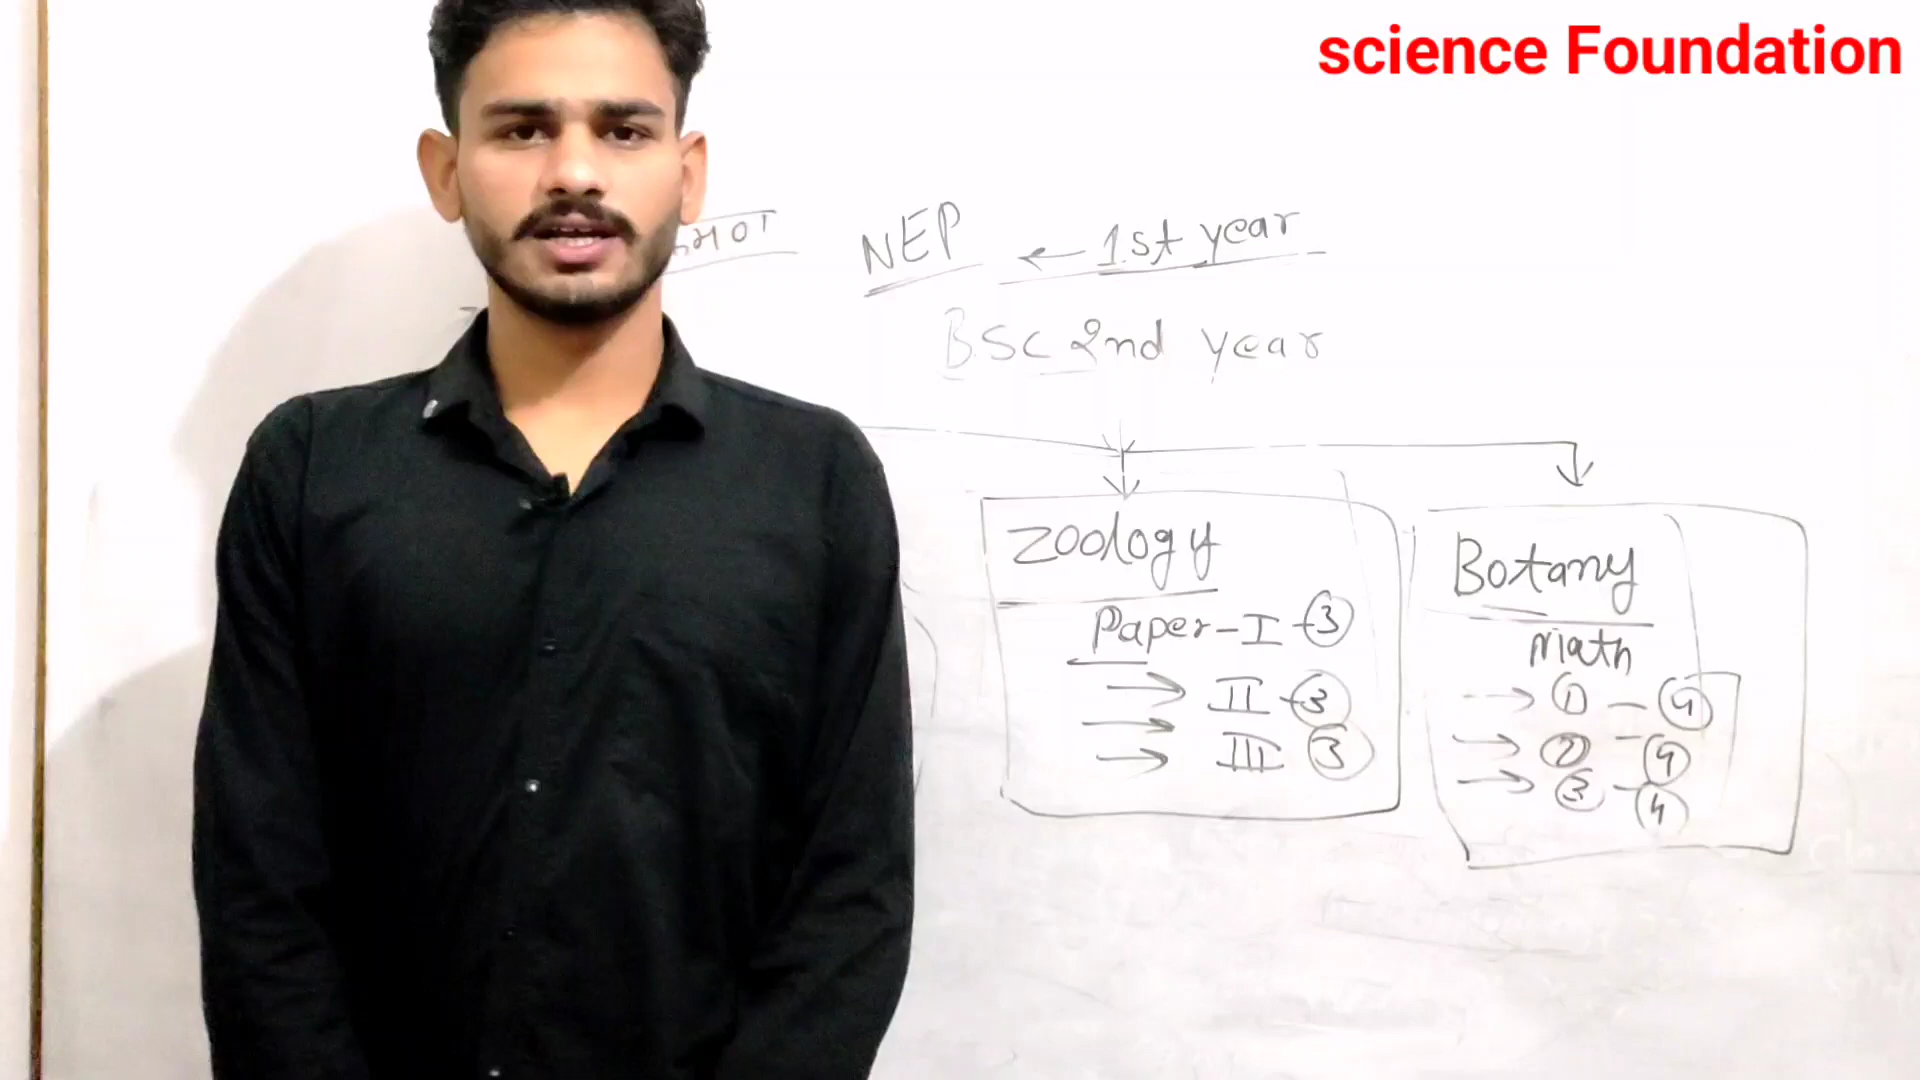 science Foundation
NEP ← 1st year
BSC 2nd year
Zoology
Paper-I - 3
→ II - 3
→ III 3
Botany
Math
→ 1 - 4
→ 2 - 4
→ 3 - 4